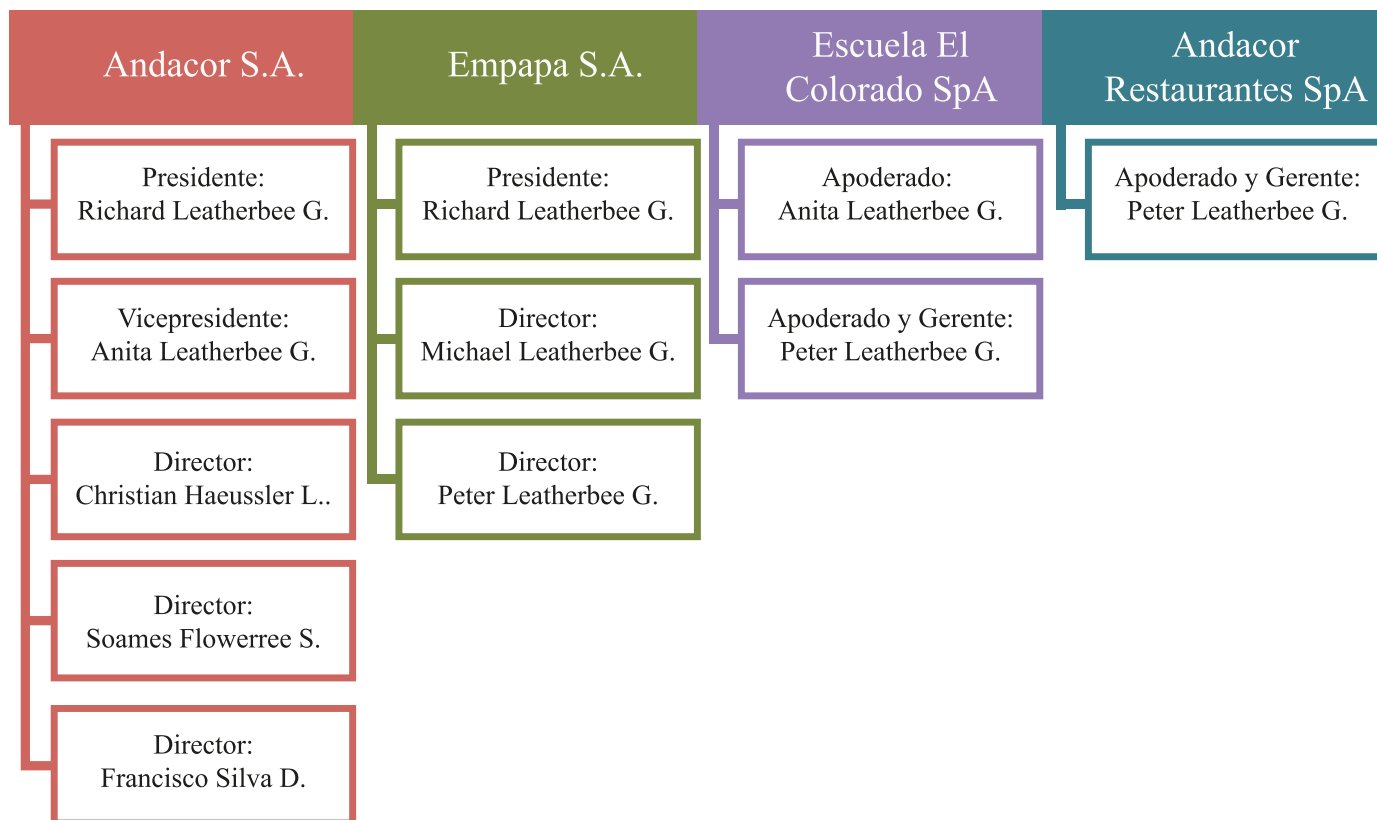 Andacor S.A.
Presidente:
Richard Leatherbee G.
Vicepresidente:
Anita Leatherbee G.
Director:
Christian Haeussler L..
Director:
Soames Flowerree S.
Director:
Francisco Silva D.
Empapa S.A.
Presidente:
Richard Leatherbee G.
Director:
Michael Leatherbee G.
Director:
Peter Leatherbee G.
Escuela El
Colorado SpA
Apoderado:
Anita Leatherbee G.
Apoderado y Gerente:
Peter Leatherbee G.
Andacor
Restaurantes SpA
Apoderado y Gerente:
Peter Leatherbee G.